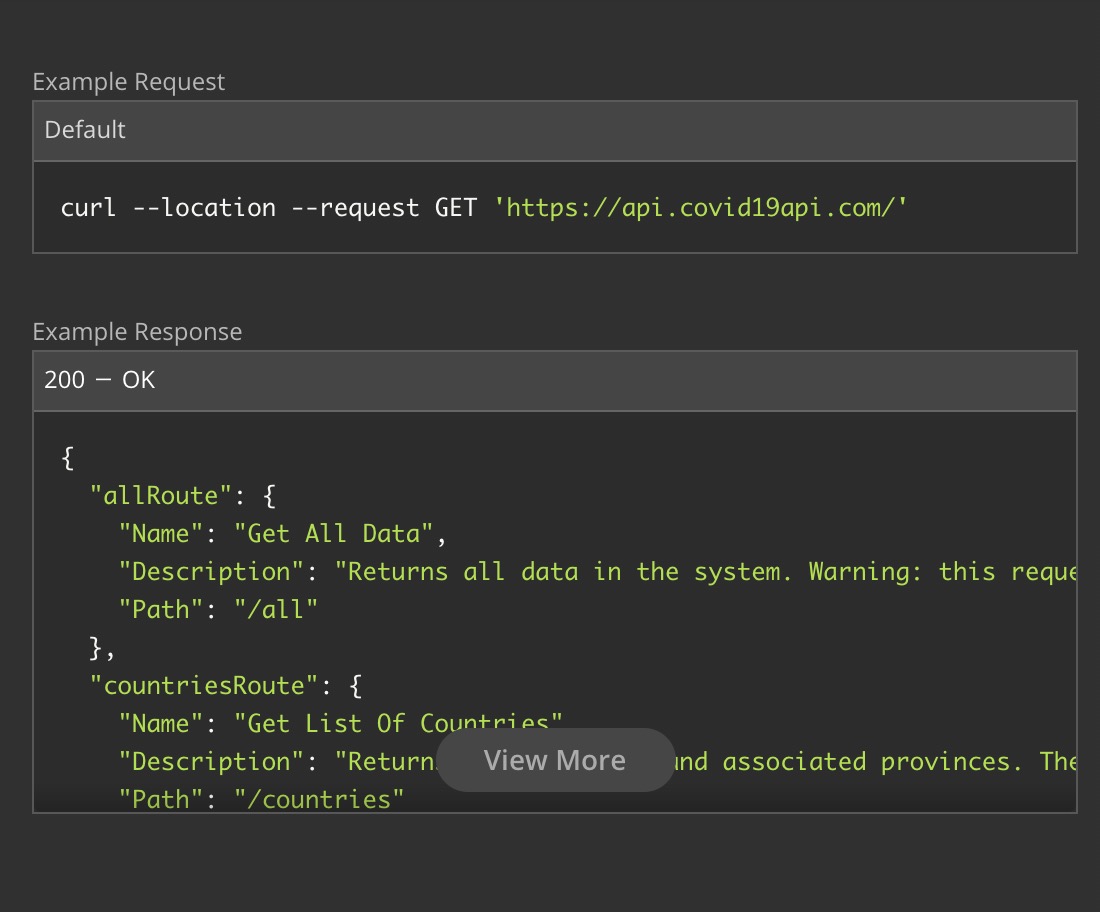 Example Request
Default
curl --location --request GET 'https://api.covid19api.com/'
Example Response
200 – OK
{
"allRoute": {
"Name": "Get All Data",
"Description": "Returns all data in the system. Warning: this reque
"Path": "/all"
},
"countriesRoute": {
"Name": "Get List Of Countries"
"Description": "Return nd associated provinces. The
View More
"Path": "/countries"